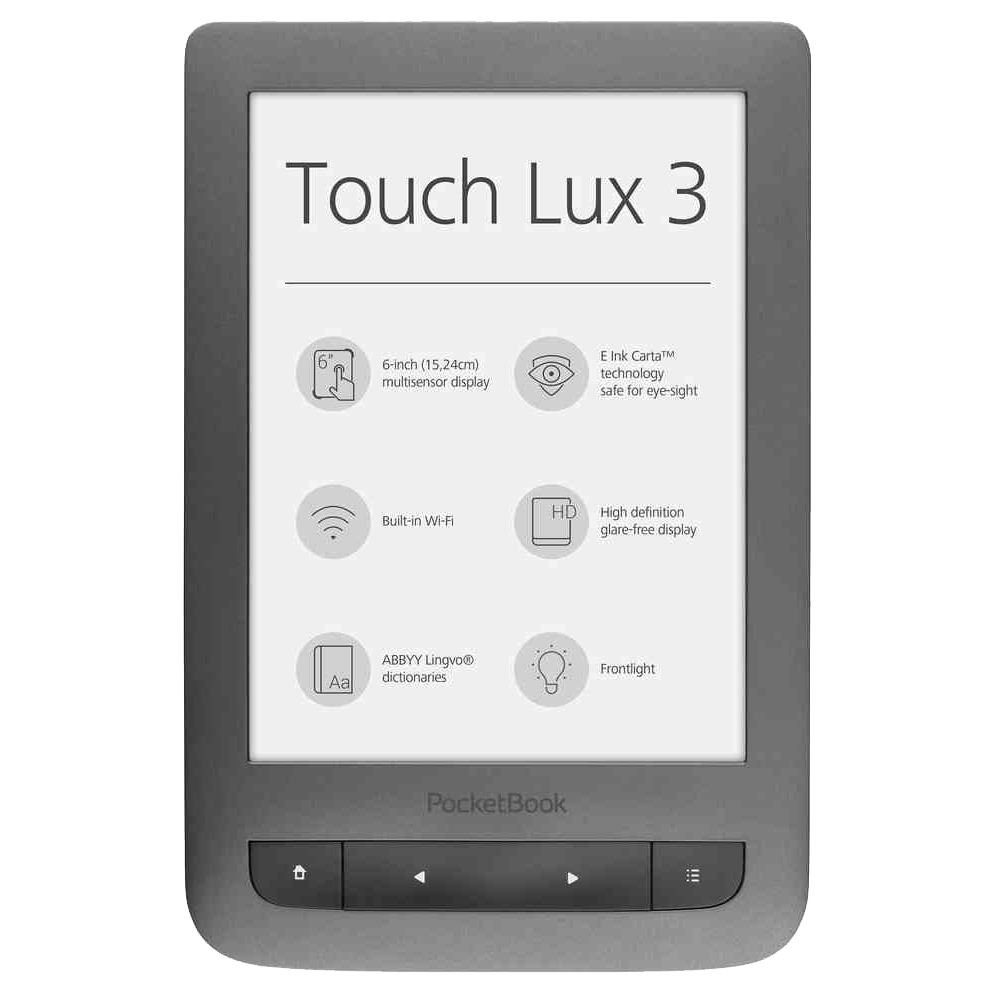 Touch Lux 3
6"
6-inch (15,24cm)
multisensor display
E Ink Carta™
technology
safe for eye-sight
Built-in Wi-Fi
HD
High definition
glare-free display
Aa
ABBYY Lingvo®
dictionaries
Frontlight
PocketBook